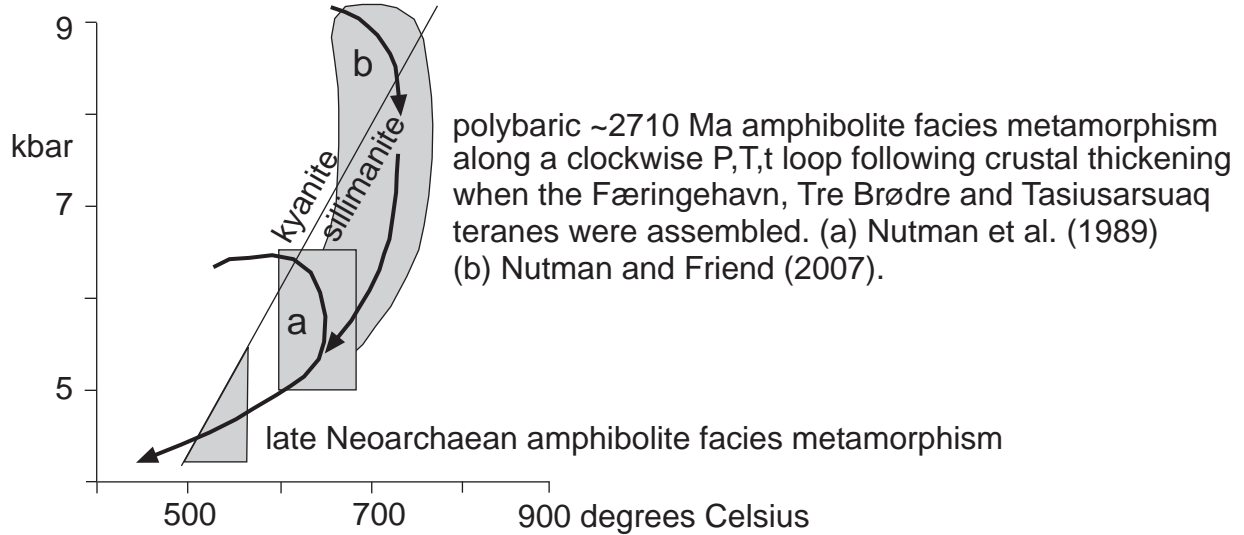 9
b
kbar
polybaric ~2710 Ma amphibolite facies metamorphism
along a clockwise P,T,t loop following crustal thickening
when the Færingehavn, Tre Brødre and Tasiusarsuaq
teranes were assembled. (a) Nutman et al. (1989)
(b) Nutman and Friend (2007).
kyanite
sillimanite
7
a
5
late Neoarchaean amphibolite facies metamorphism
500
700
900 degrees Celsius